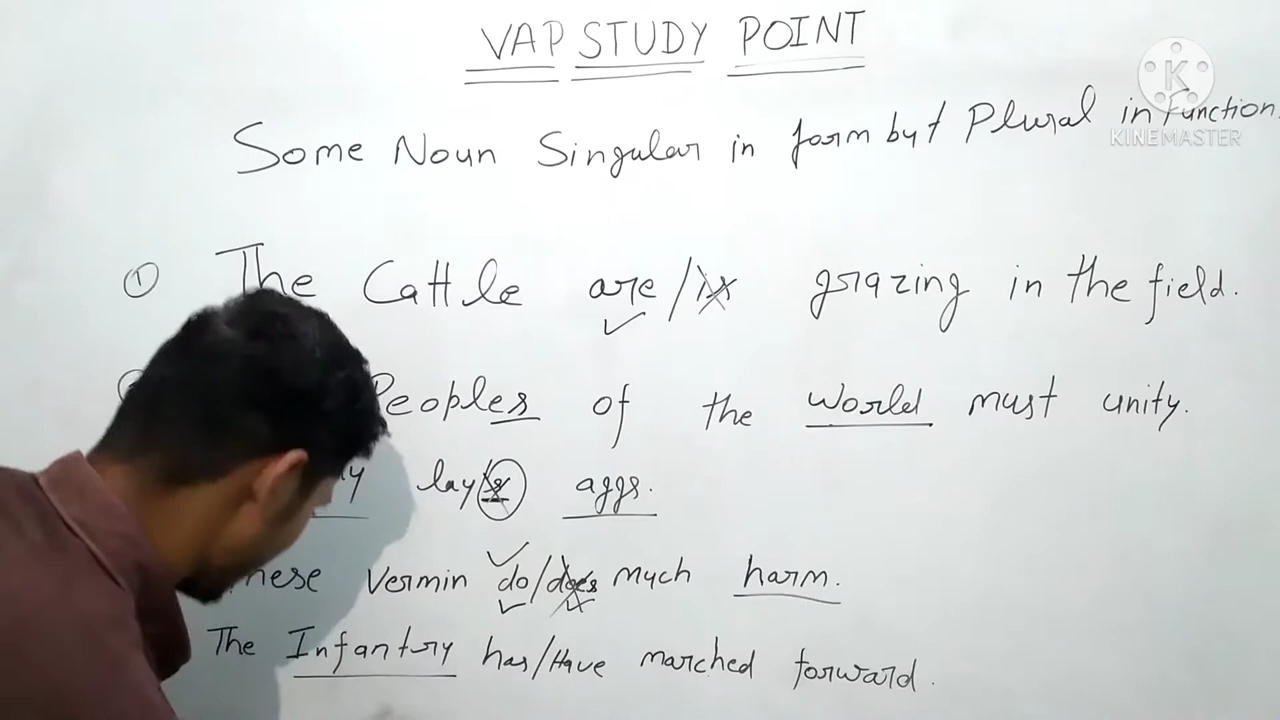 VAP STUDY POINT
Some Noun Singular in form but Plural in Function.
KINEMASTER
① The Cattle are/is grazing in the field.
Peoples of the world must unity.
lays aggs.
These Vermin do/does much harm.
The Infantry has/Have marched forward.